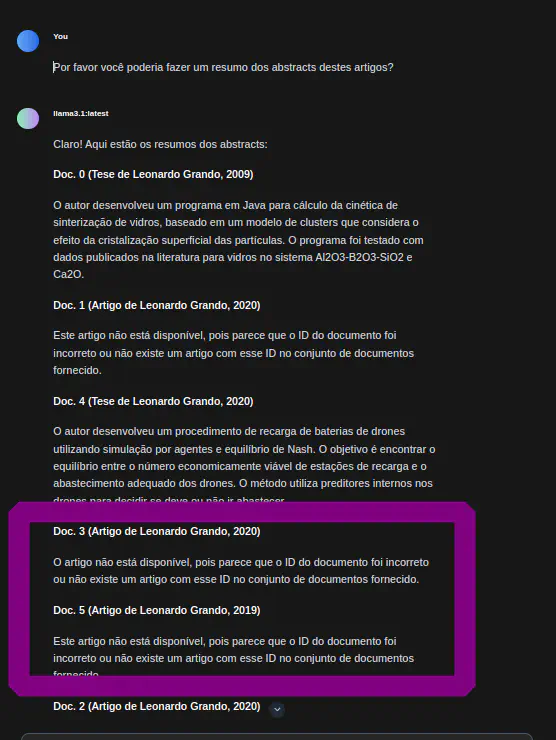 You
Por favor você poderia fazer um resumo dos abstracts destes artigos?
llama3.1:latest
Claro! Aqui estão os resumos dos abstracts:
Doc. 0 (Tese de Leonardo Grando, 2009)
O autor desenvolveu um programa em Java para cálculo da cinética de
sinterização de vidros, baseado em um modelo de clusters que considera o
efeito da cristalização superficial das partículas. O programa foi testado com
dados publicados na literatura para vidros no sistema Al2O3-B2O3-SiO2 e
Ca2O.
Doc. 1 (Artigo de Leonardo Grando, 2020)
Este artigo não está disponível, pois parece que o ID do documento foi
incorreto ou não existe um artigo com esse ID no conjunto de documentos
fornecido.
Doc. 4 (Tese de Leonardo Grando, 2020)
O autor desenvolveu um procedimento de recarga de baterias de drones
utilizando simulação por agentes e equilíbrio de Nash. O objetivo é encontrar o
equilíbrio entre o número economicamente viável de estações de recarga e o
abastecimento adequado dos drones. O método utiliza preditores internos nos
drones para decidir se deve ou não ir abastecer.
Doc. 3 (Artigo de Leonardo Grando, 2020)
O artigo não está disponível, pois parece que o ID do documento foi incorreto
ou não existe um artigo com esse ID no conjunto de documentos fornecido.
Doc. 5 (Artigo de Leonardo Grando, 2019)
Este artigo não está disponível, pois parece que o ID do documento foi
incorreto ou não existe um artigo com esse ID no conjunto de documentos
fornecido.
Doc. 2 (Artigo de Leonardo Grando, 2020)